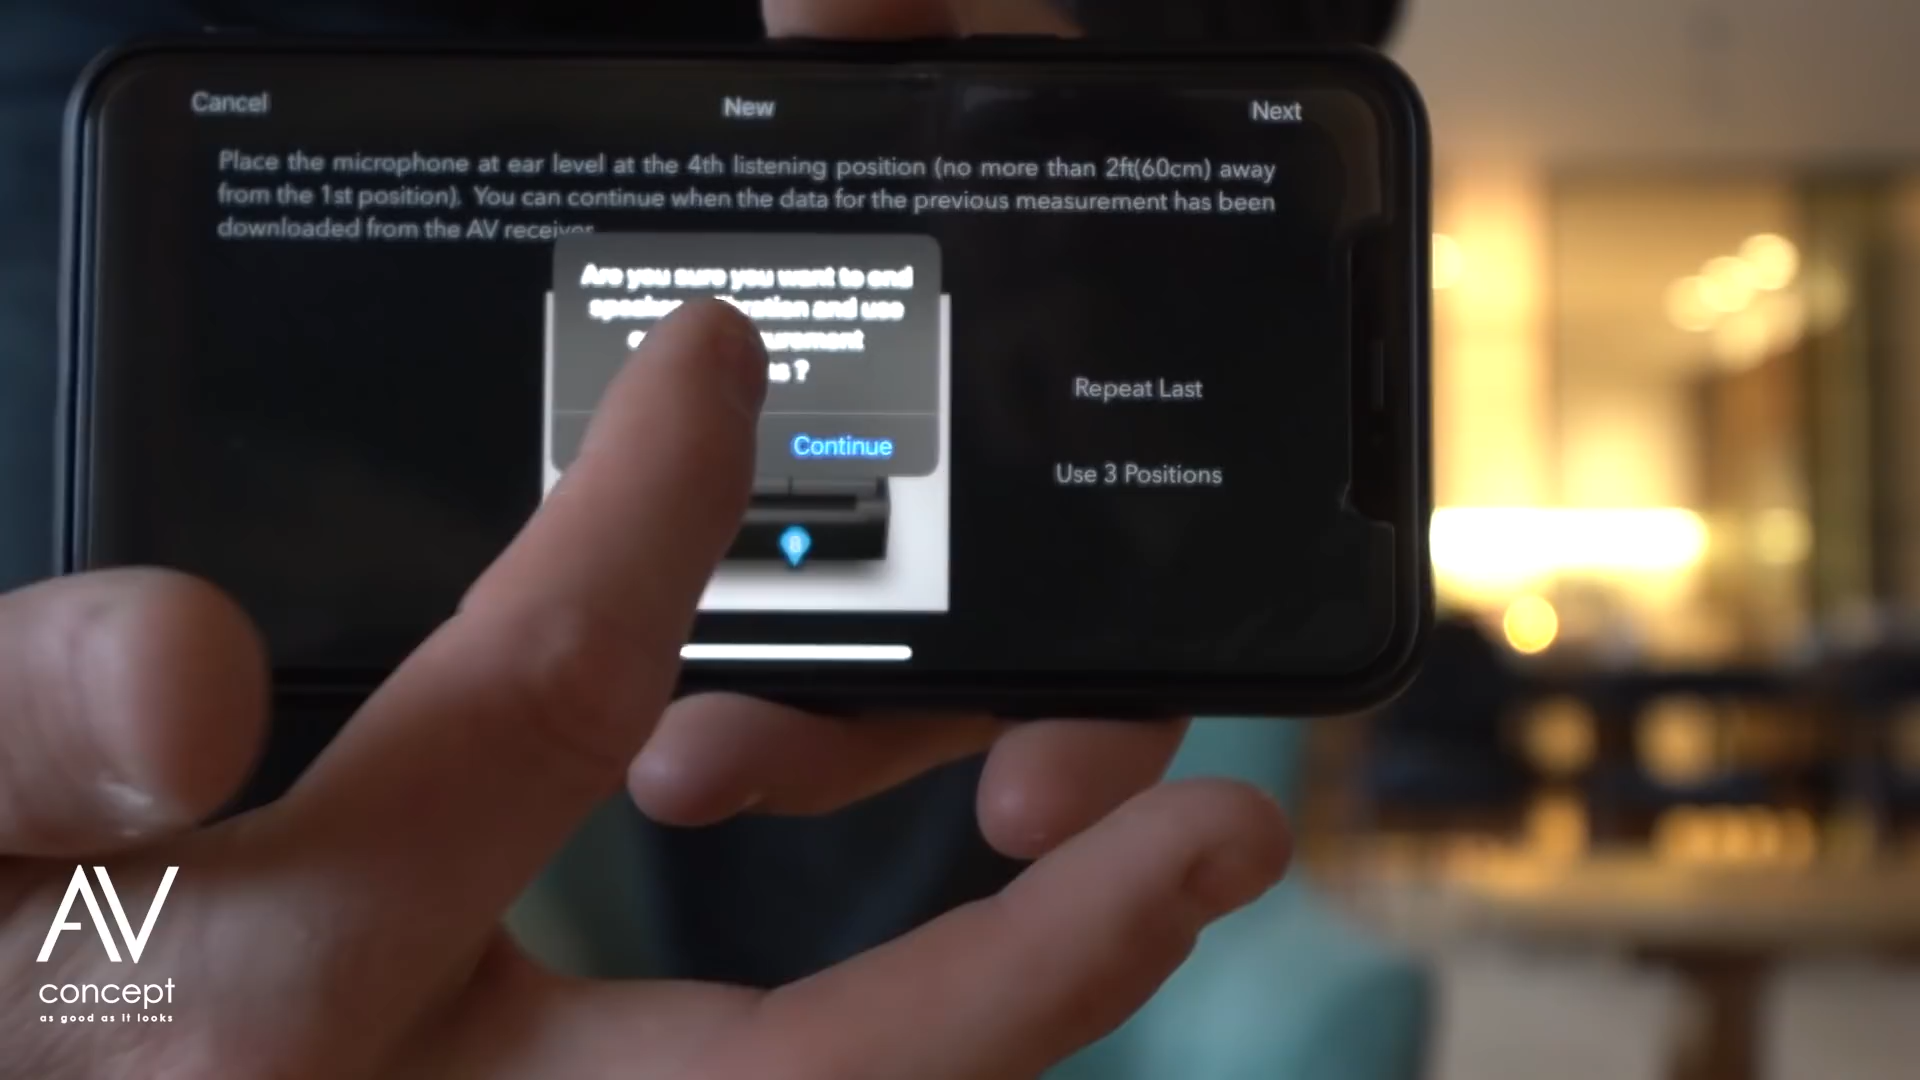 Cancel
New
Next
Place the microphone at ear level at the 4th listening position (no more than 2ft(60cm) away
from the 1st position). You can continue when the data for the previous measurement has been
downloaded from the AV receiver
Are you sure you want to end
and use
?
Continue
Repeat Last
Use 3 Positions
8
AV
concept
as good as it looks